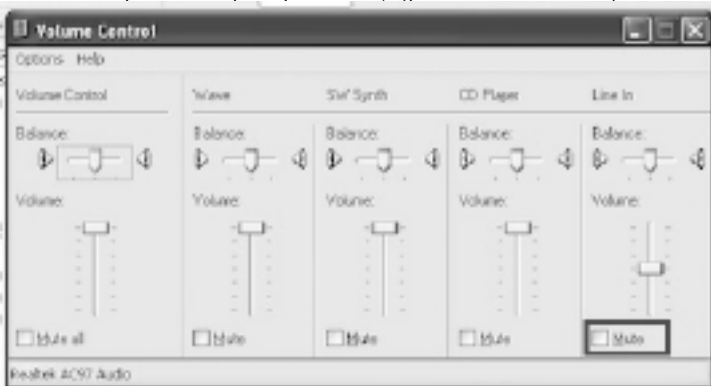 Volume Control
Options Help
Volume Control
Wave
SW Synth
CD Player
Line In
Balance:
Balance:
Balance:
Balance:
Balance:
Volume:
Volume:
Volume:
Volume:
Volume:
Mute all
Mute
Mute
Mute
Mute
Realtek AC97 Audio